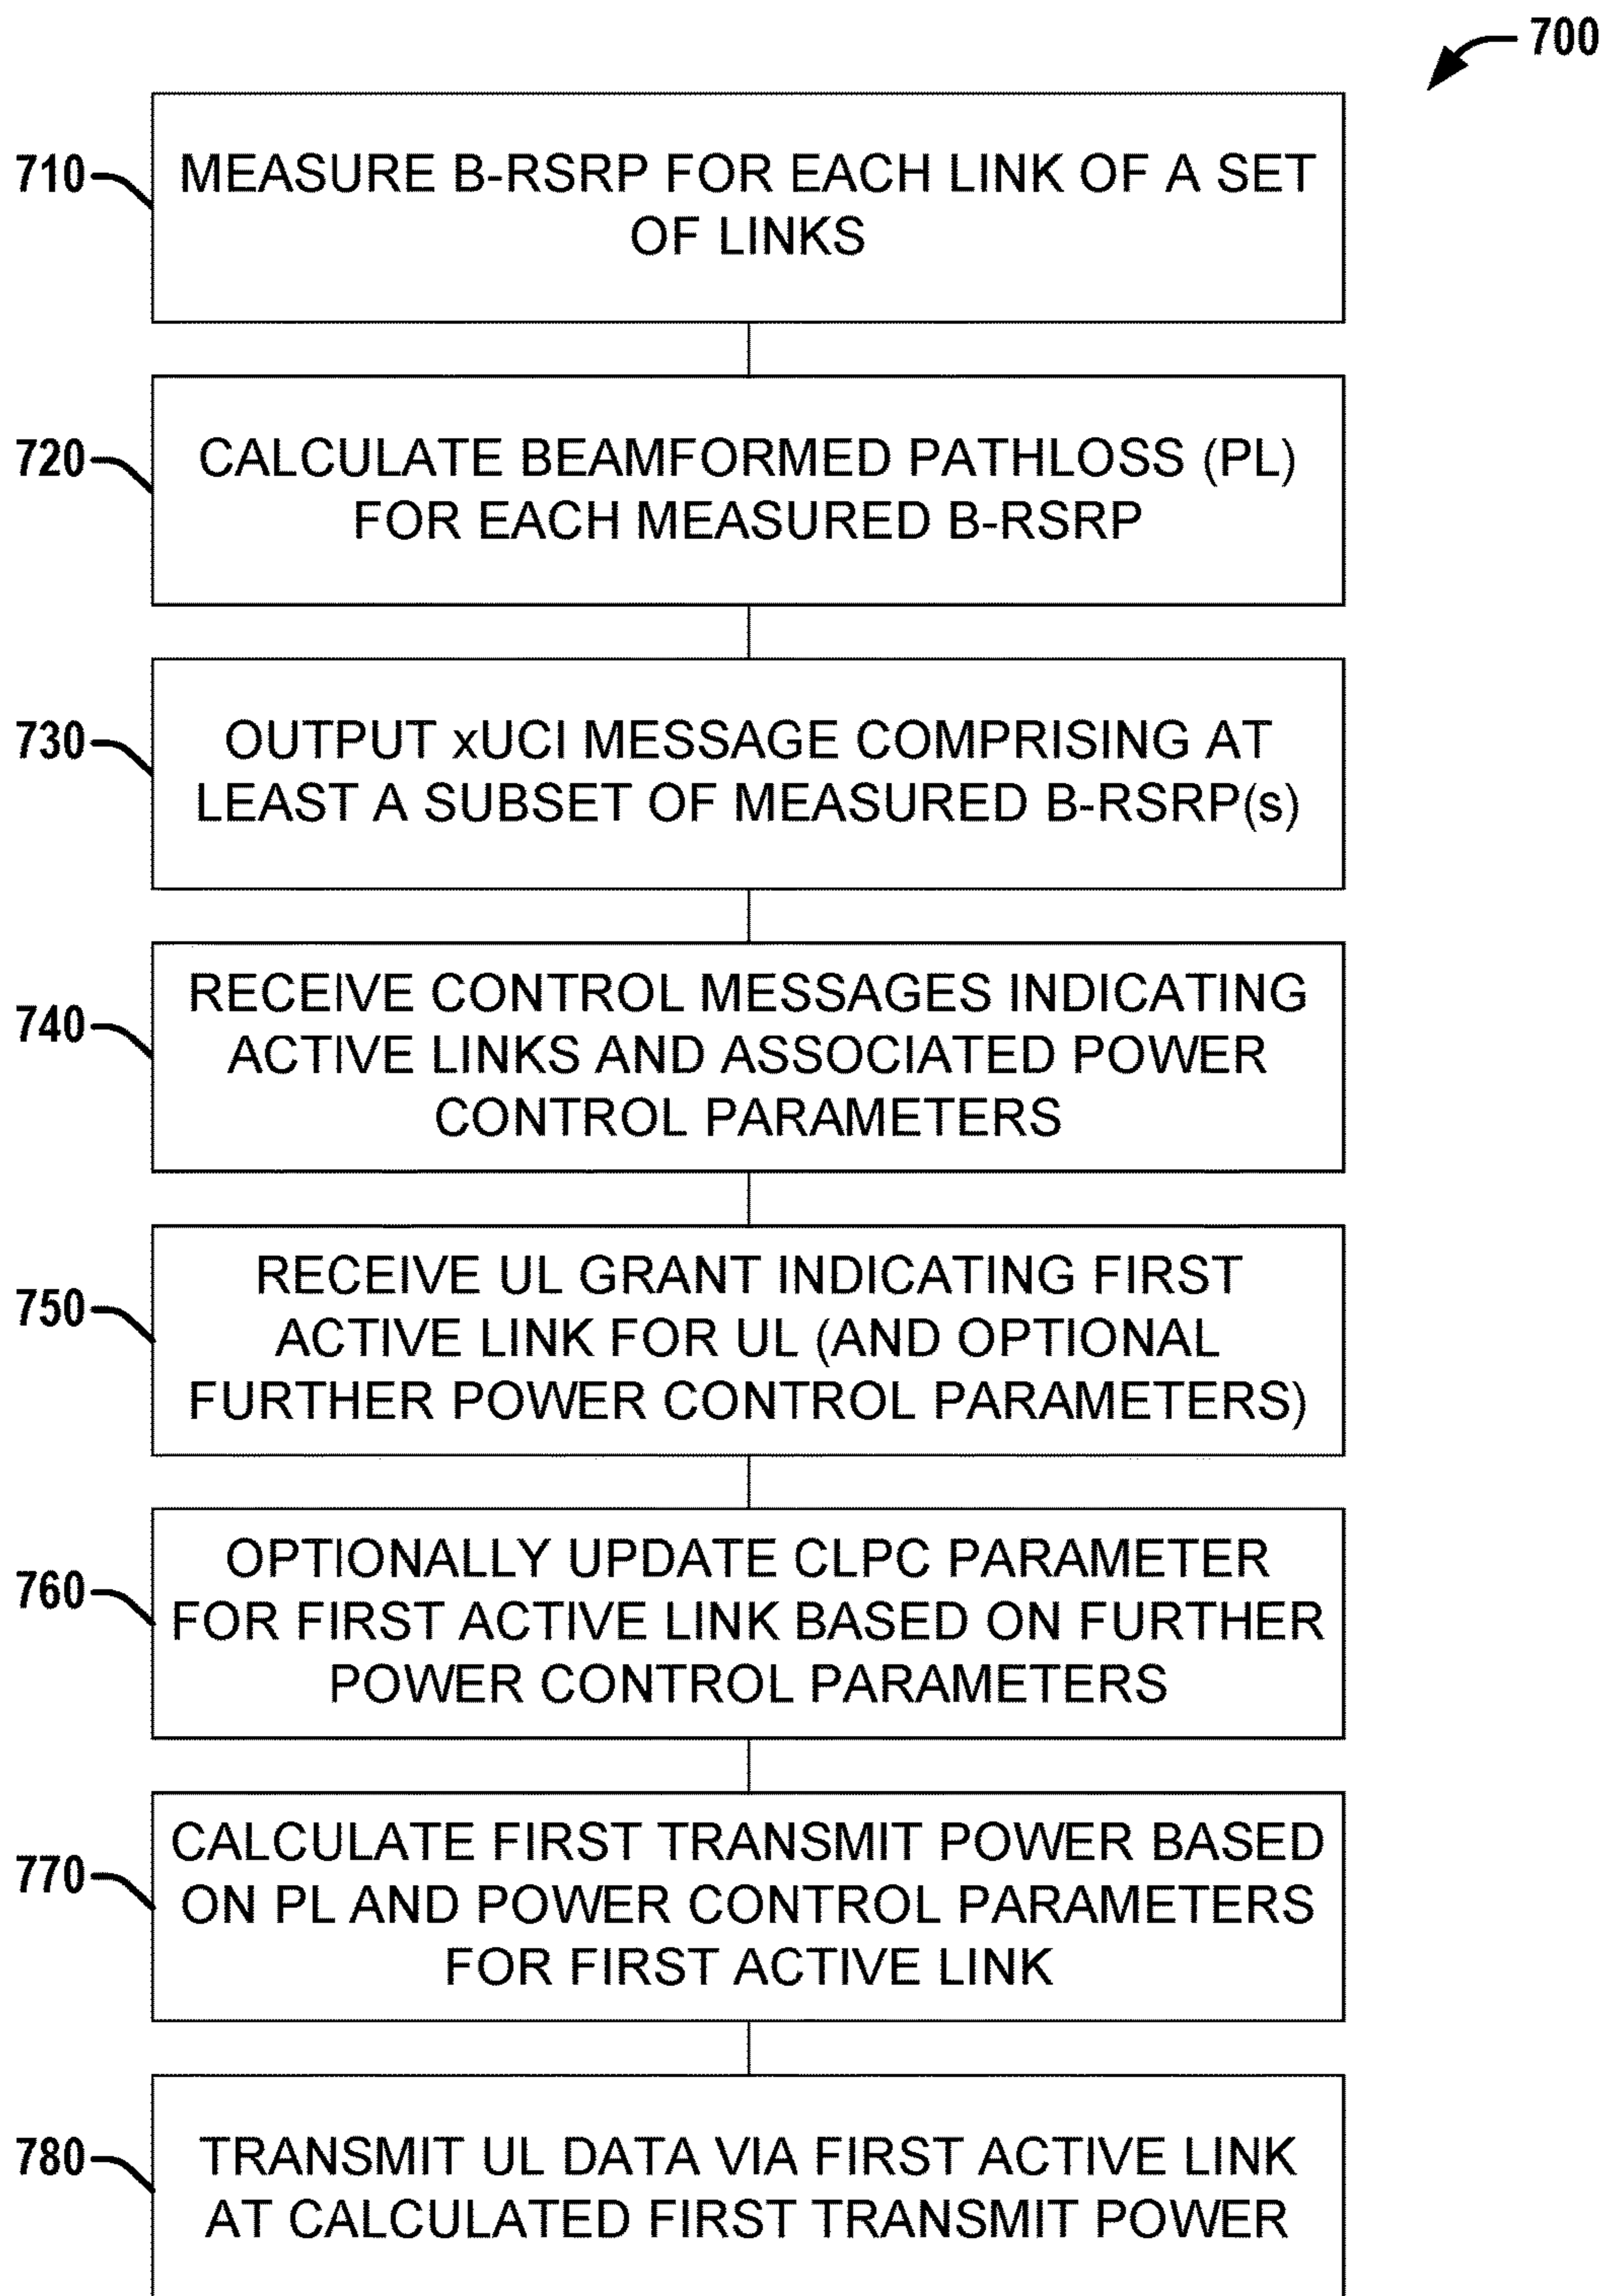 700
710
MEASURE B-RSRP FOR EACH LINK OF A SET
OF LINKS
720
CALCULATE BEAMFORMED PATHLOSS (PL)
FOR EACH MEASURED B-RSRP
730
OUTPUT xUCI MESSAGE COMPRISING AT
LEAST A SUBSET OF MEASURED B-RSRP(s)
740
RECEIVE CONTROL MESSAGES INDICATING
ACTIVE LINKS AND ASSOCIATED POWER
CONTROL PARAMETERS
750
RECEIVE UL GRANT INDICATING FIRST
ACTIVE LINK FOR UL (AND OPTIONAL
FURTHER POWER CONTROL PARAMETERS)
760
OPTIONALLY UPDATE CLPC PARAMETER
FOR FIRST ACTIVE LINK BASED ON FURTHER
POWER CONTROL PARAMETERS
770
CALCULATE FIRST TRANSMIT POWER BASED
ON PL AND POWER CONTROL PARAMETERS
FOR FIRST ACTIVE LINK
780
TRANSMIT UL DATA VIA FIRST ACTIVE LINK
AT CALCULATED FIRST TRANSMIT POWER